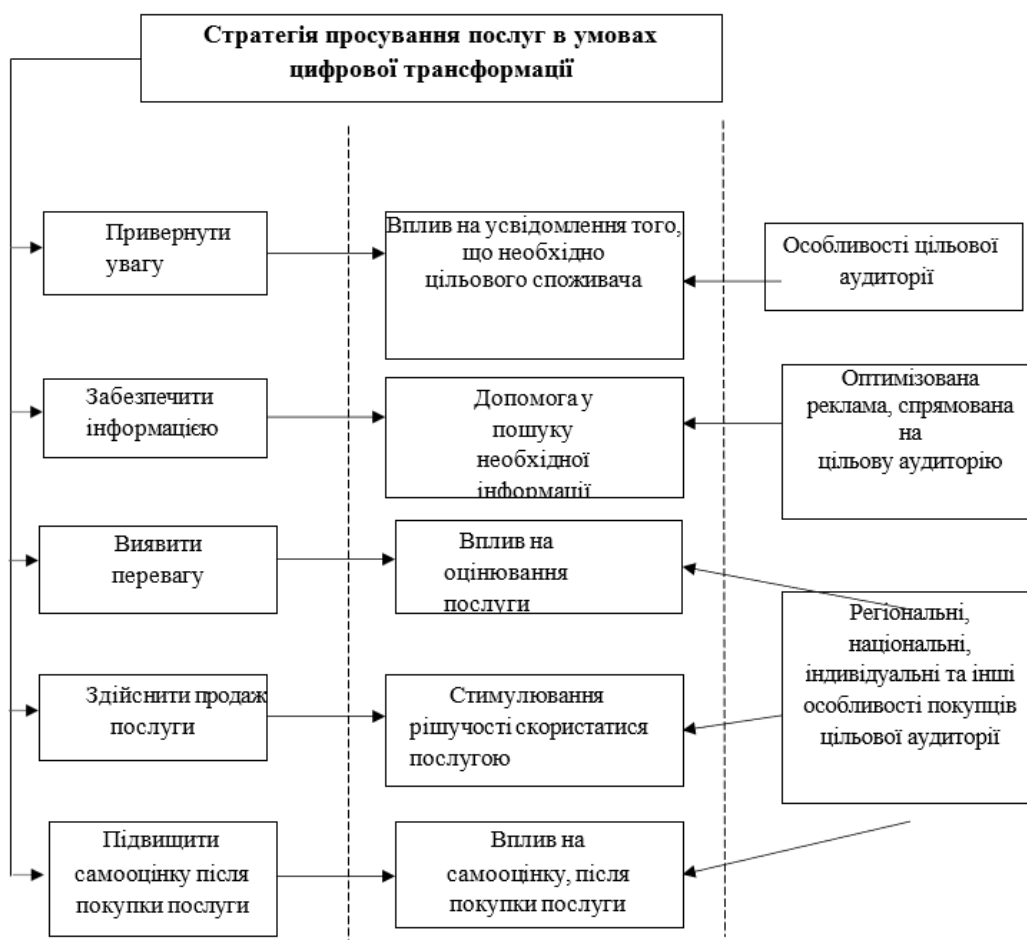 Стратегія просування послуг в умовах
цифрової трансформації
Привернути
увагу
Вплив на усвідомлення того,
що необхідно
цільового споживача
Особливості цільової
аудиторії
Забезпечити
інформацією
Допомога у
пошуку
необхідної
інформації
Оптимізована
реклама, спрямована
на
цільову аудиторію
Виявити
перевагу
Вплив на
оцінювання
послуги
Регіональні,
національні,
індивідуальні та інші
особливості покупців
цільової аудиторії
Здійснити продаж
послуги
Стимулювання
рішучості скористатися
послугою
Підвищити
самооцінку після
покупки послуги
Вплив на
самооцінку, після
покупки послуги